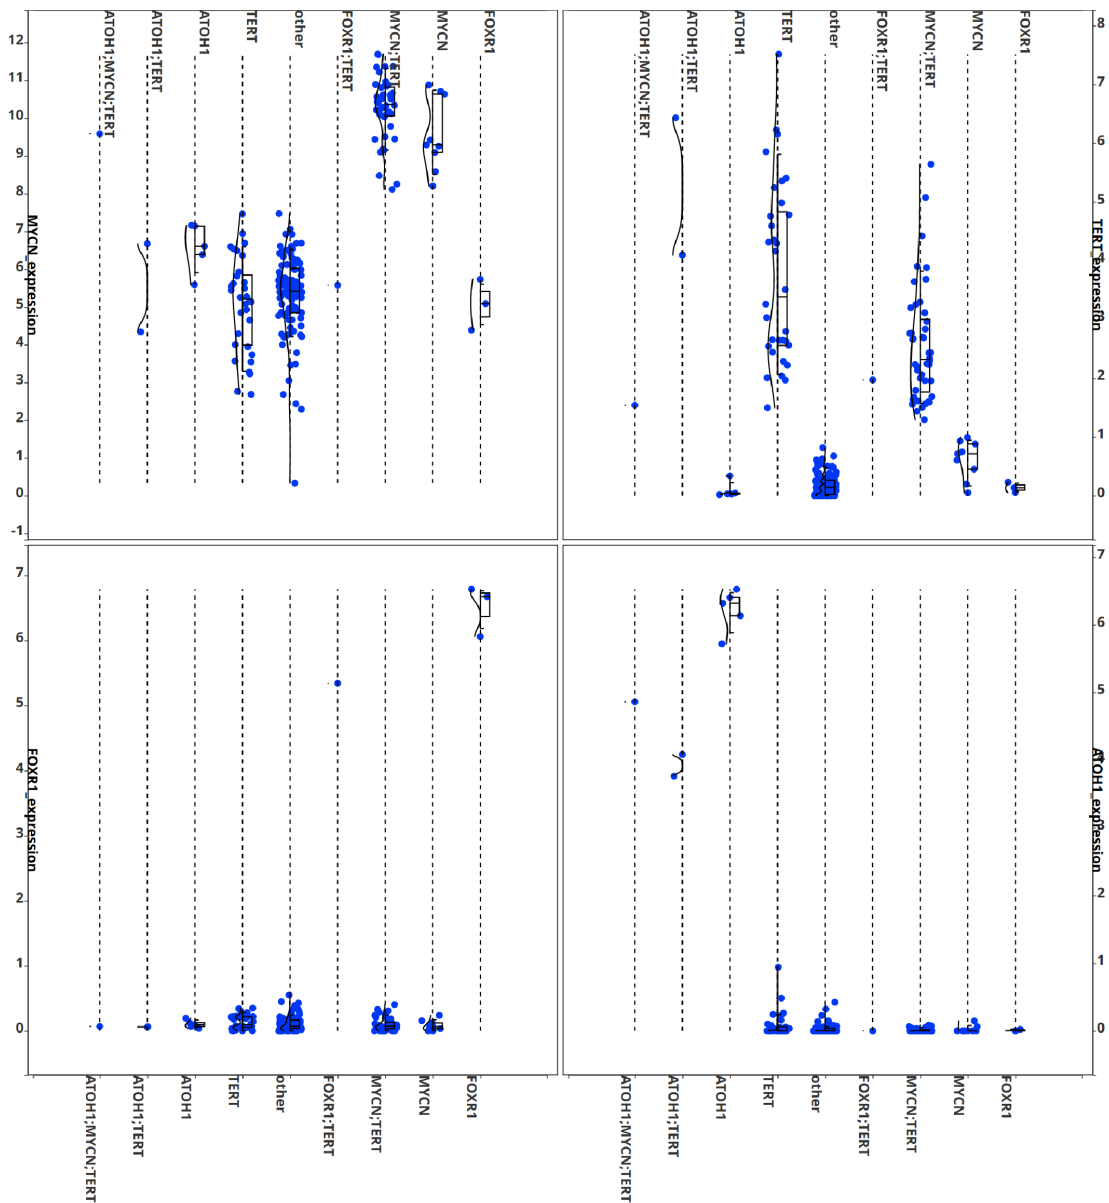 ATOH1;MYCN;TERT
ATOH1;TERT
ATOH1
TERT
other
FOXR1;TERT
MYCN;TERT
MYCN
FOXR1
12
11
10
9
8
7
6
5
4
3
2
1
0
-1
MYCN_expression
ATOH1;MYCN;TERT
ATOH1;TERT
ATOH1
TERT
other
FOXR1;TERT
MYCN;TERT
MYCN
FOXR1
8
7
6
5
4
3
2
1
0
TERT_expression
7
6
5
4
3
2
1
0
FOXR1_expression
ATOH1;MYCN;TERT
ATOH1;TERT
ATOH1
TERT
other
FOXR1;TERT
MYCN;TERT
MYCN
FOXR1
7
6
5
4
3
2
1
0
ATOH1_expression
ATOH1;MYCN;TERT
ATOH1;TERT
ATOH1
TERT
other
FOXR1;TERT
MYCN;TERT
MYCN
FOXR1